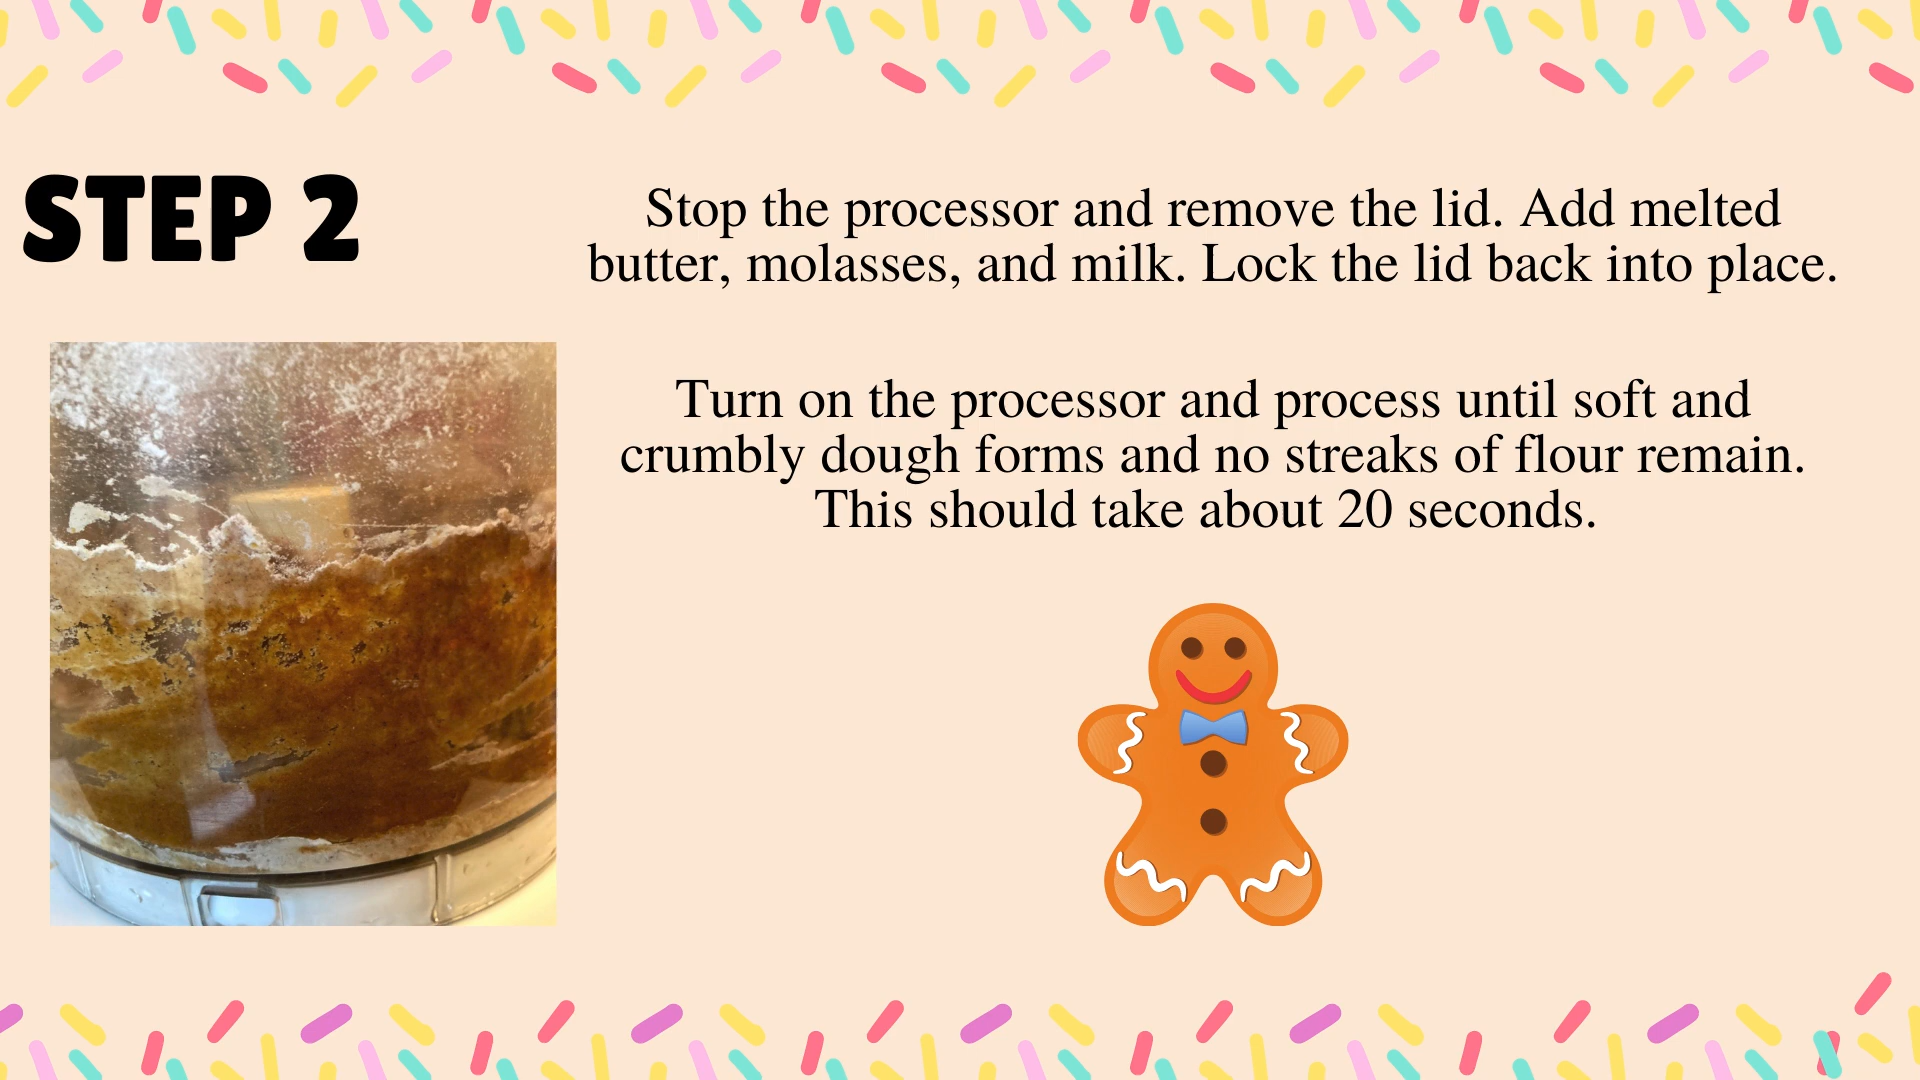 STEP 2
Stop the processor and remove the lid. Add melted
butter, molasses, and milk. Lock the lid back into place.
Turn on the processor and process until soft and
crumbly dough forms and no streaks of flour remain.
This should take about 20 seconds.